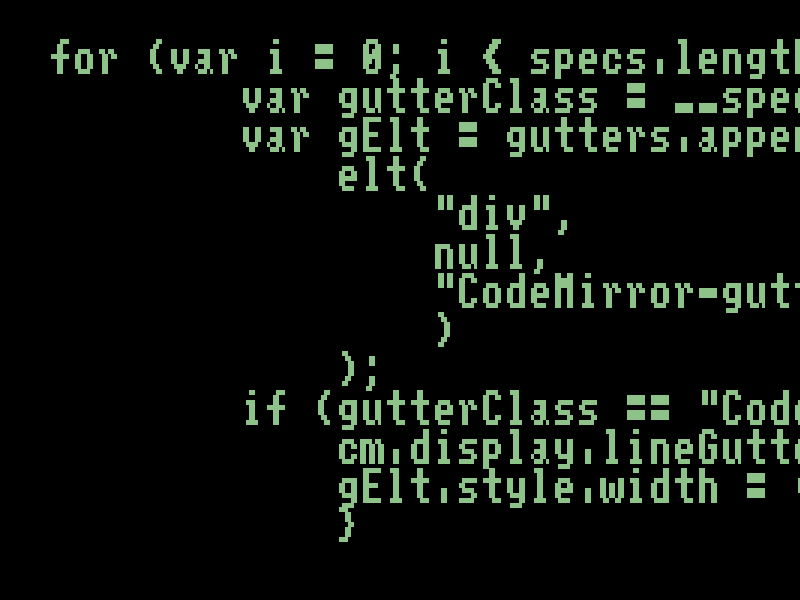 for (var i = 0; i { specs.length
var gutterClass = __spec
var gElt = gutters.appen
elt(
"div",
null,
"CodeMirror-gutt
)
);
if (gutterClass == "Code
cm.display.lineGutte
gElt.style.width =
}